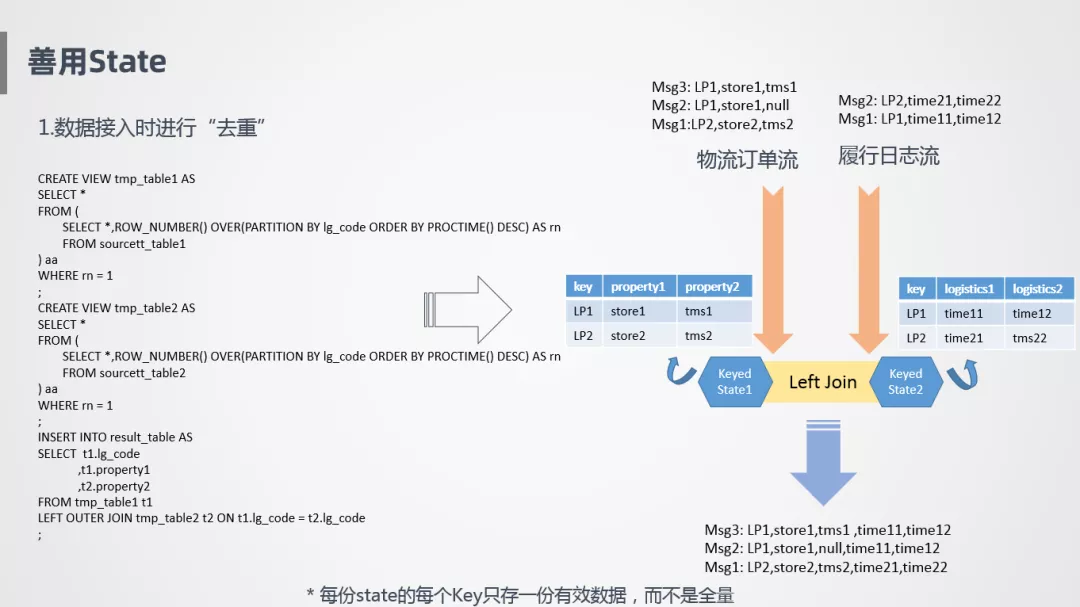 善用State
1.数据接入时进行“去重”
CREATE VIEW tmp_table1 AS
SELECT *
FROM (
SELECT *,ROW_NUMBER() OVER(PARTITION BY lg_code ORDER BY PROCTIME() DESC) AS rn
FROM sourcett_table1
) aa
WHERE rn = 1
;
CREATE VIEW tmp_table2 AS
SELECT *
FROM (
SELECT *,ROW_NUMBER() OVER(PARTITION BY lg_code ORDER BY PROCTIME() DESC) AS rn
FROM sourcett_table2
) aa
WHERE rn = 1
;
INSERT INTO result_table AS
SELECT t1.lg_code
,t1.property1
,t2.property2
FROM tmp_table1 t1
LEFT OUTER JOIN tmp_table2 t2 ON t1.lg_code = t2.lg_code
;
Msg3: LP1,store1,tms1
Msg2: LP1,store1,null
Msg1:LP2,store2,tms2
物流订单流
Msg2: LP2,time21,time22
Msg1: LP1,time11,time12
履行日志流
key property1 property2
LP1 store1 tms1
LP2 store2 tms2
key logistics1 logistics2
LP1 time11 time12
LP2 time21 tms22
Keyed
State1
Left Join
Keyed
State2
Msg3: LP1,store1,tms1 ,time11,time12
Msg2: LP1,store1,null,time11,time12
Msg1: LP2,store2,tms2,time21,time22
* 每份state的每个Key只存一份有效数据，而不是全量